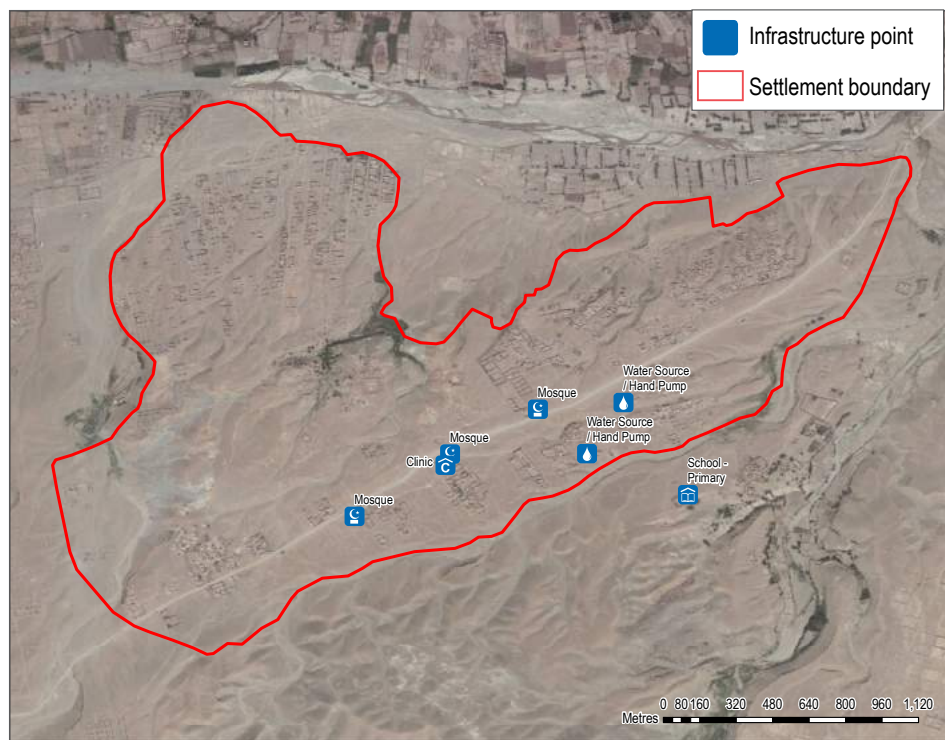 Infrastructure point
Settlement boundary
Water Source
/ Hand Pump
Mosque
Water Source
/ Hand Pump
Mosque
Clinic
C
School -
Primary
Mosque
Metres 0 80 160 320 480 640 800 960 1,120